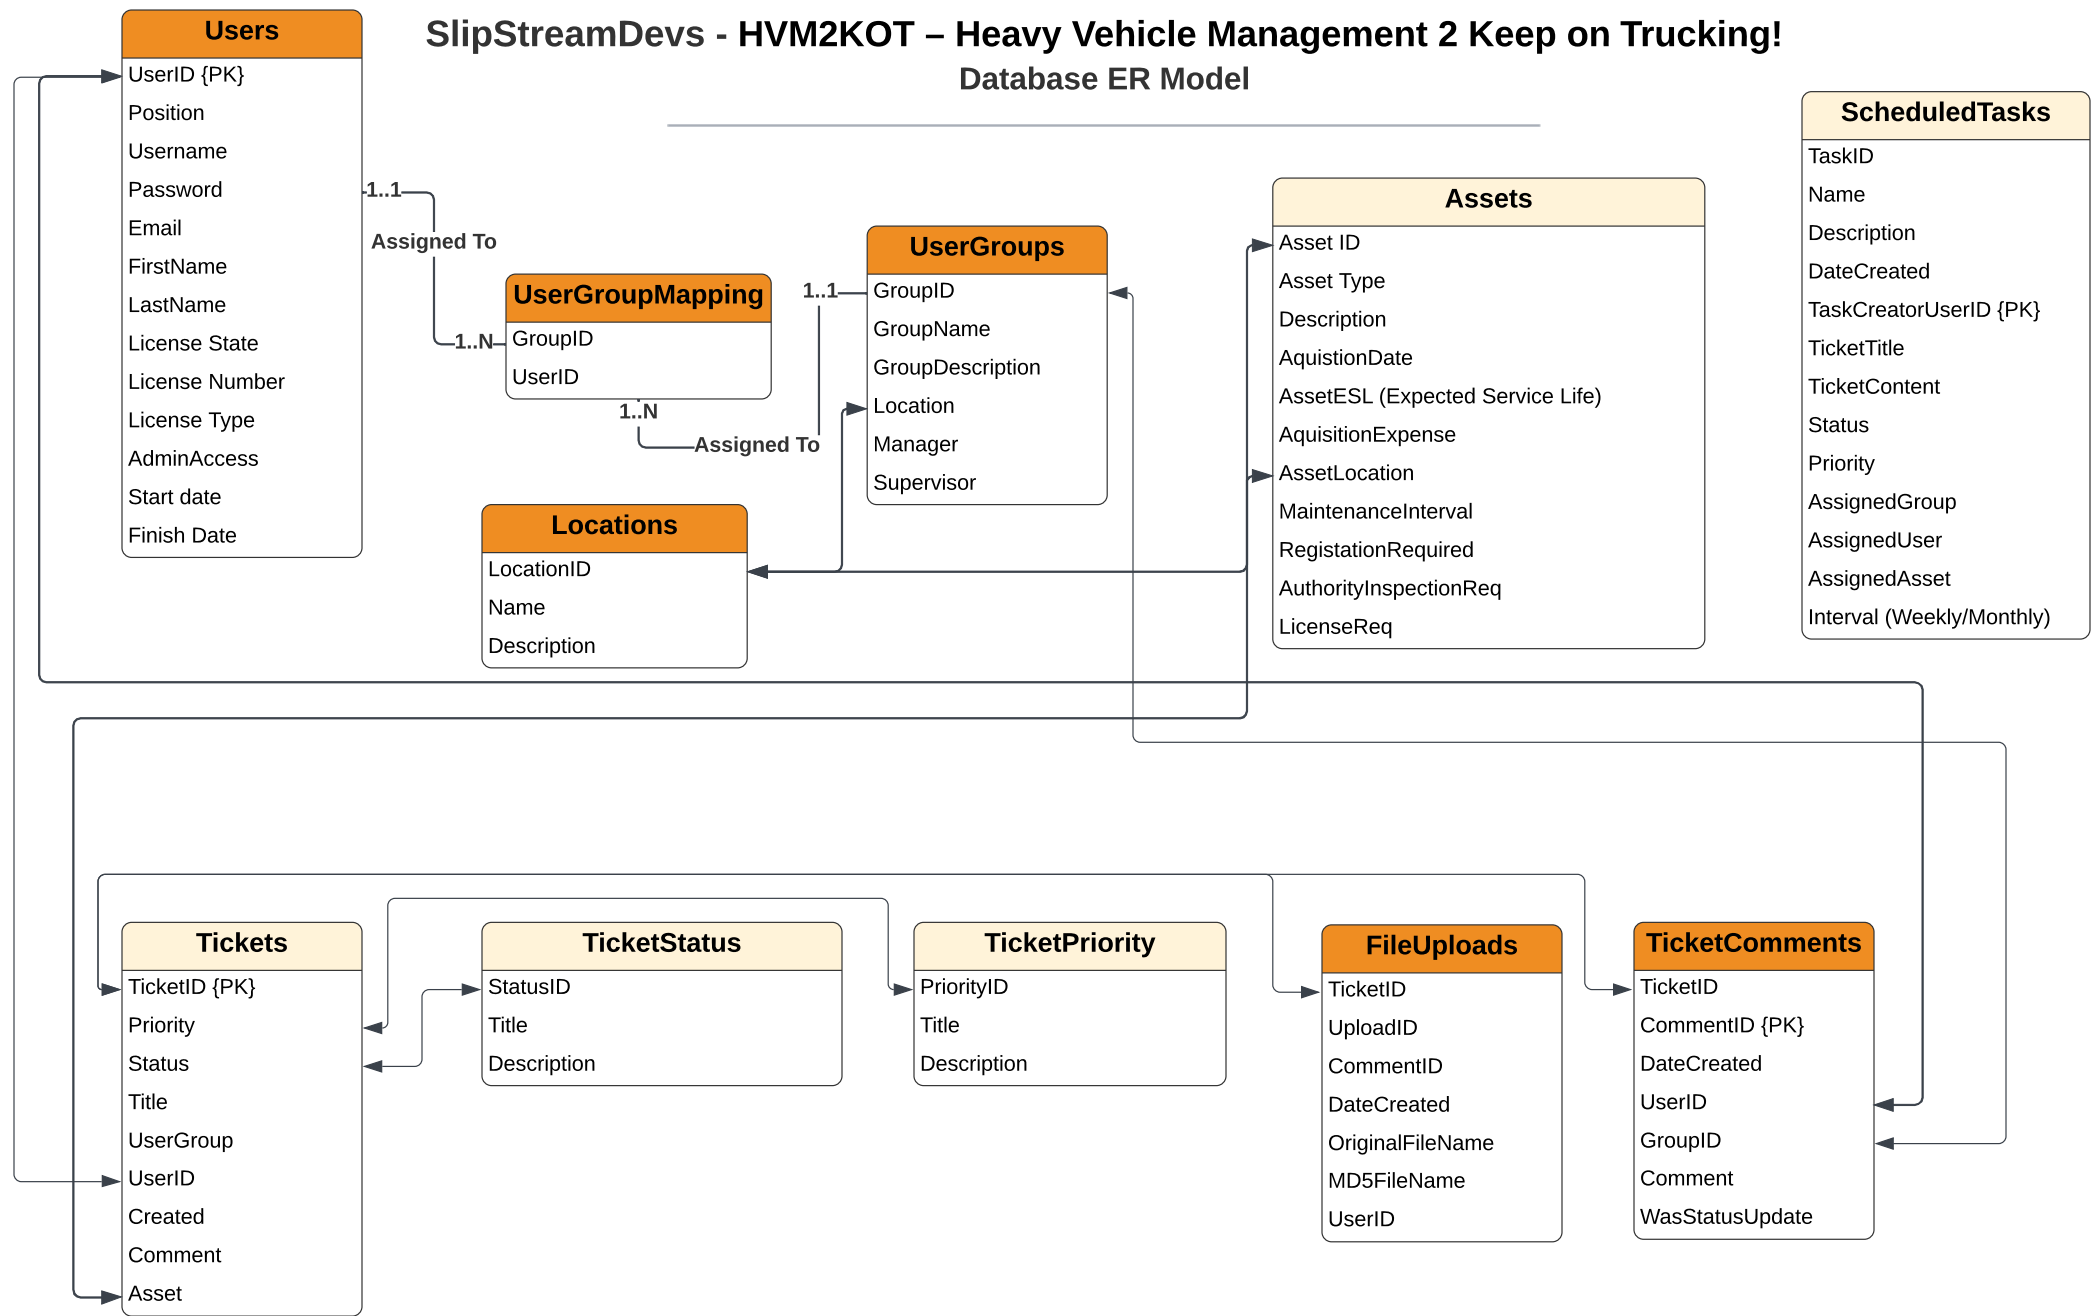 SlipStreamDevs - HVM2KOT – Heavy Vehicle Management 2 Keep on Trucking!
Database ER Model
Users
UserID {PK}
Position
Username
Password
Email
FirstName
LastName
License State
License Number
License Type
AdminAccess
Start date
Finish Date
1..1
Assigned To
1..N
UserGroupMapping
GroupID
UserID
1..N
Assigned To
1..1
UserGroups
GroupID
GroupName
GroupDescription
Location
Manager
Supervisor
Locations
LocationID
Name
Description
Assets
Asset ID
Asset Type
Description
AquistionDate
AssetESL (Expected Service Life)
AquisitionExpense
AssetLocation
MaintenanceInterval
RegistationRequired
AuthorityInspectionReq
LicenseReq
ScheduledTasks
TaskID
Name
Description
DateCreated
TaskCreatorUserID {PK}
TicketTitle
TicketContent
Status
Priority
AssignedGroup
AssignedUser
AssignedAsset
Interval (Weekly/Monthly)
Tickets
TicketID {PK}
Priority
Status
Title
UserGroup
UserID
Created
Comment
Asset
TicketStatus
StatusID
Title
Description
TicketPriority
PriorityID
Title
Description
FileUploads
TicketID
UploadID
CommentID
DateCreated
OriginalFileName
MD5FileName
UserID
TicketComments
TicketID
CommentID {PK}
DateCreated
UserID
GroupID
Comment
WasStatusUpdate